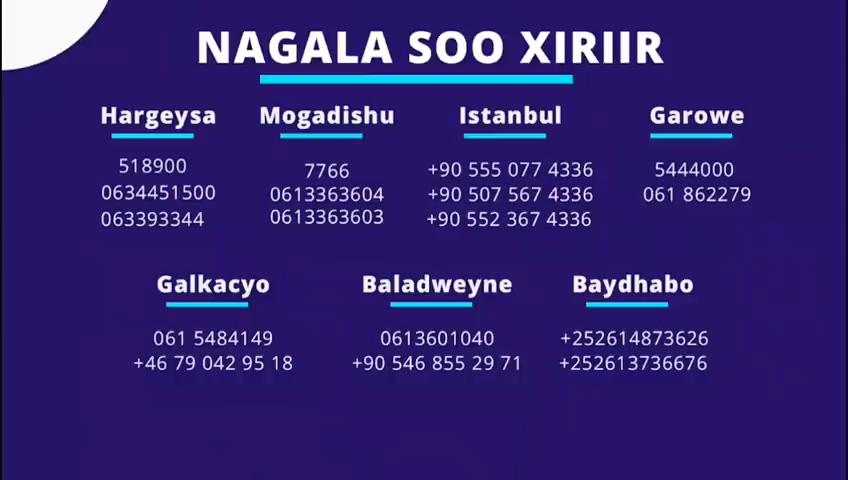 NAGALA SOO XIRIIR
Hargeysa
518900
0634451500
063393344
Mogadishu
7766
0613363604
0613363603
Istanbul
+90 555 077 4336
+90 507 567 4336
+90 552 367 4336
Garowe
5444000
061 862279
Galkacyo
061 5484149
+46 79 042 95 18
Baladweyne
0613601040
+90 546 855 29 71
Baydhabo
+252614873626
+252613736676